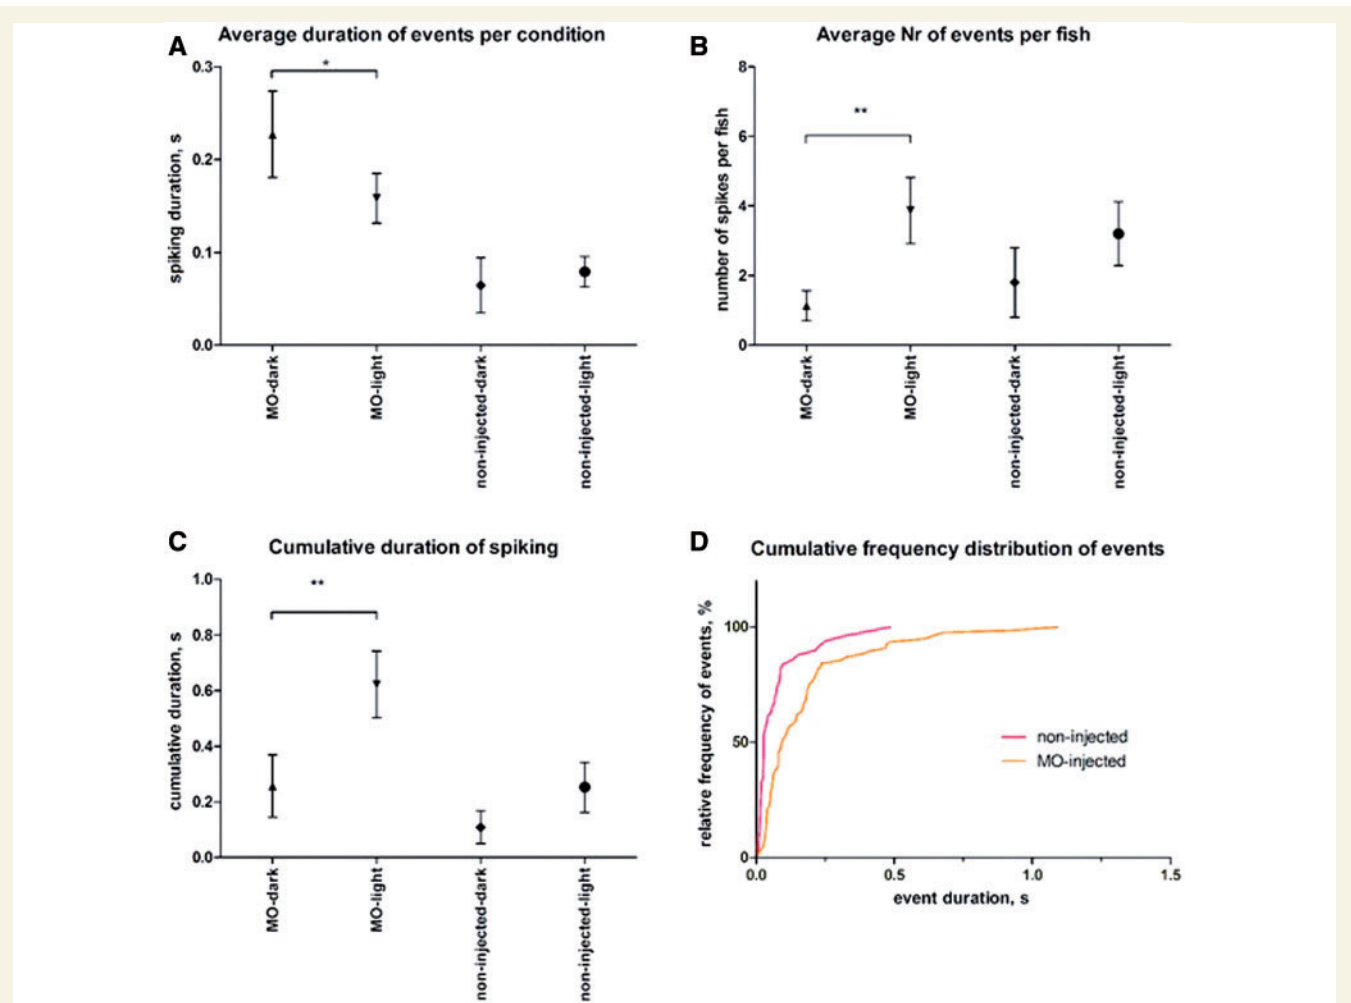 A
Average duration of events per condition
spiking duration, s
0.3
0.2
0.1
0.0
*
MO-dark
MO-light
non-injected-dark
non-injected-light
B
Average Nr of events per fish
number of spikes per fish
8
6
4
2
0
**
MO-dark
MO-light
non-injected-dark
non-injected-light
C
Cumulative duration of spiking
cumulative duration, s
1.0
0.8
0.6
0.4
0.2
0.0
**
MO-dark
MO-light
non-injected-dark
non-injected-light
D
Cumulative frequency distribution of events
relative frequency of events, %
100
50
0
non-injected
MO-injected
0.0 0.5 1.0 1.5
event duration, s